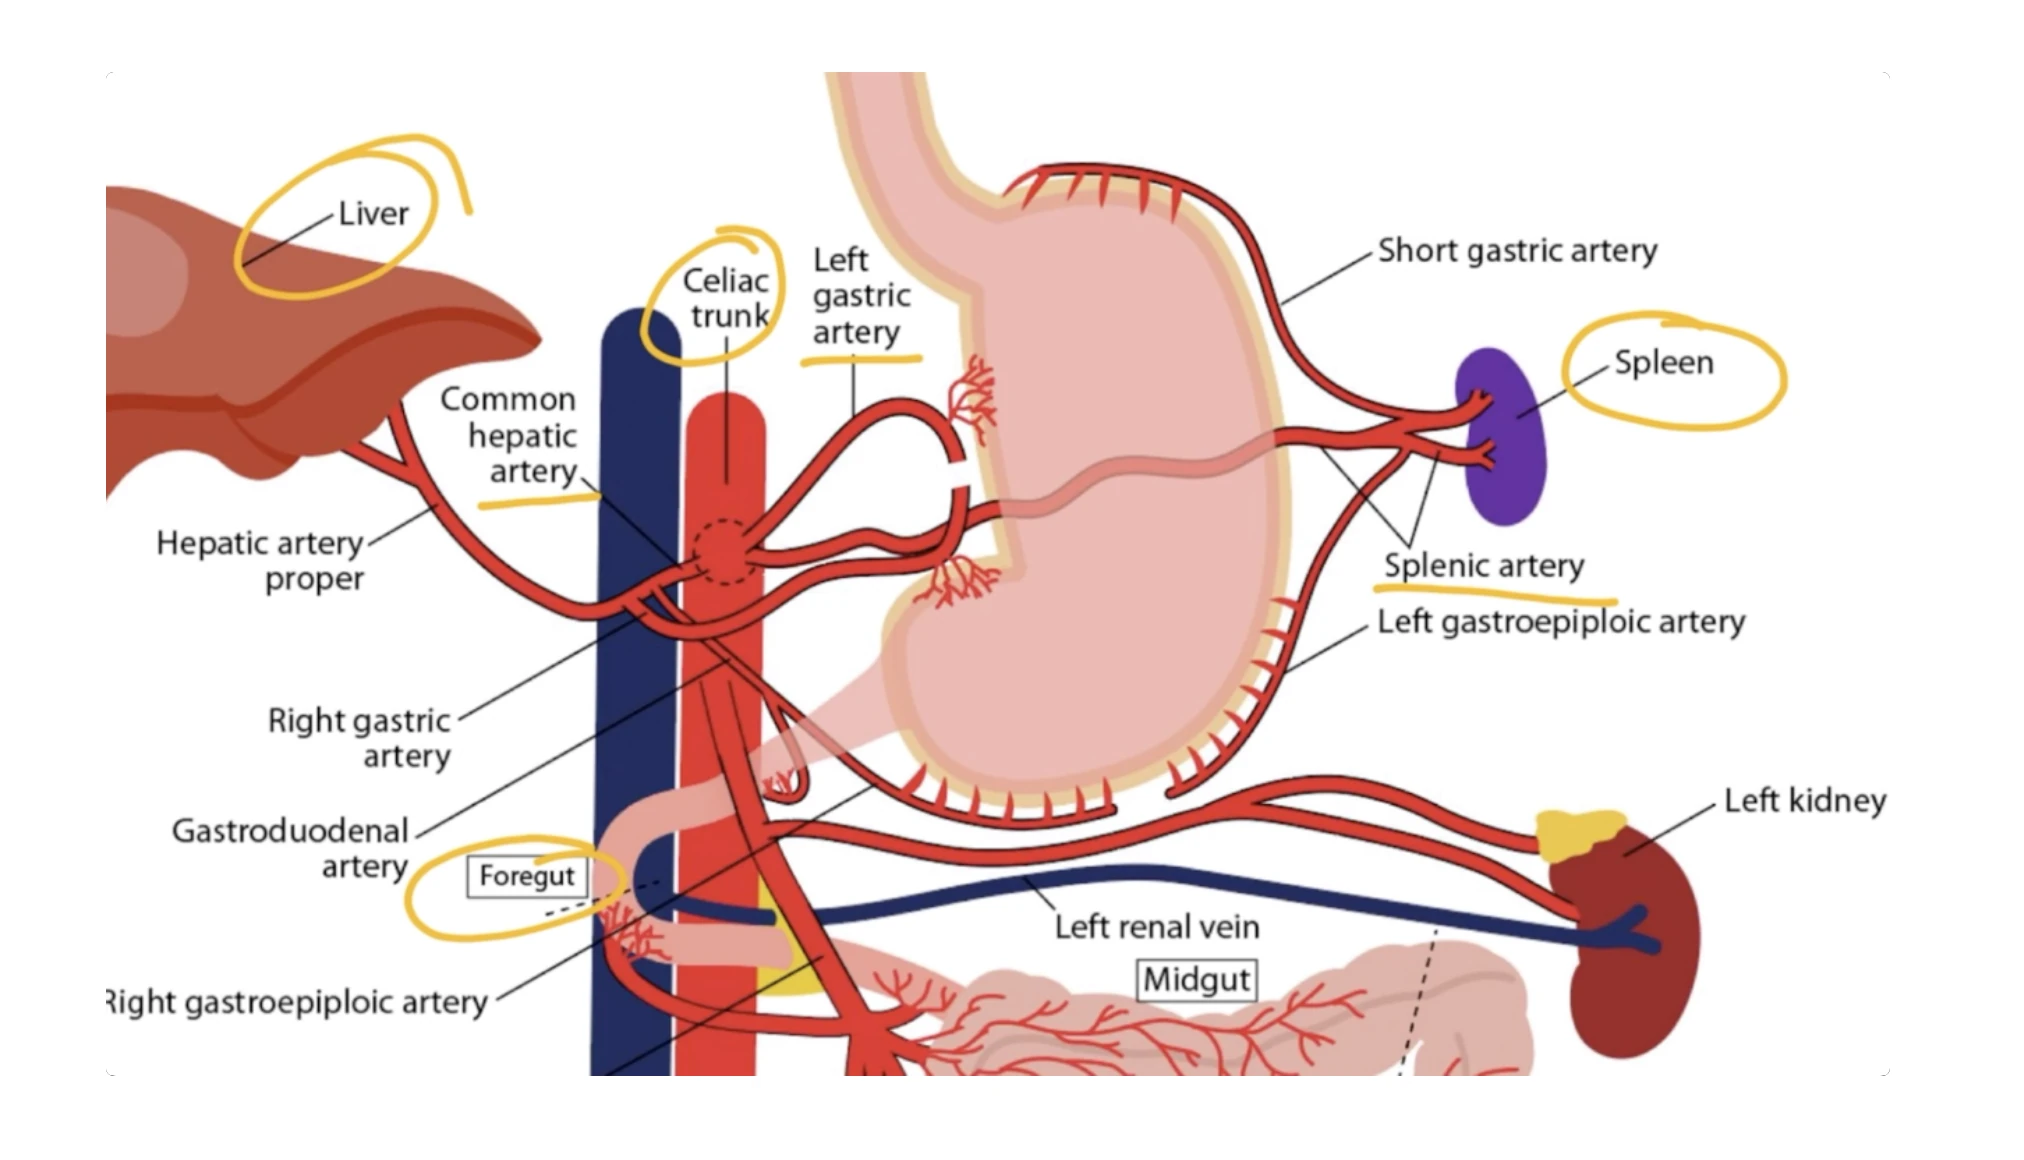 Liver
Celiac
trunk
Left
gastric
artery
Short gastric artery
Spleen
Common
hepatic
artery
Hepatic artery
proper
Splenic artery
Left gastroepiploic artery
Right gastric
artery
Left kidney
Gastroduodenal
artery
Foregut
Left renal vein
Midgut
Right gastroepiploic artery